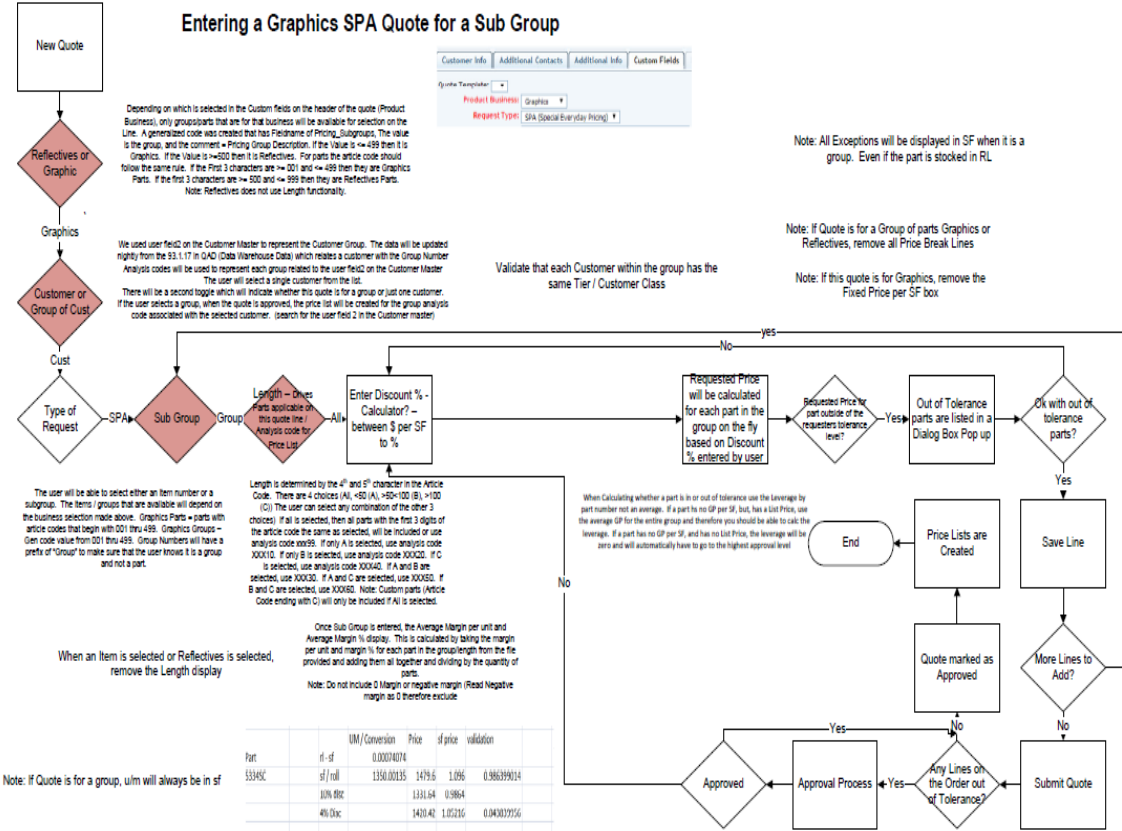 Entering a Graphics SPA Quote for a Sub Group
New Quote
Customer Info
Additional Contacts
Additional Info
Custom Fields
Quote Template:
Product Business: Graphics
Request Type: SPA (Special Everyday Pricing)
Depending on which is selected in the Custom fields on the header of the quote (Product
Business), only groups/parts that are for that business will be available for selection on the
Line. A generalized code was created that has Fieldname of Pricing_Subgroups, The value
is the group, and the comment = Pricing Group Description. If the Value is <= 499 then it is
Graphics. If the Value is >=500 then it is Reflectives. For parts the article code should
follow the same rule. If the First 3 characters are >= 001 and <= 499 then they are Graphics
Parts. If the first 3 characters are >= 500 and <= 999 then they are Reflectives Parts.
Note: Reflectives does not use Length functionality.
Note: All Exceptions will be displayed in SF when it is a
group. Even if the part is stocked in RL
Reflectives or
Graphic
Graphics
We used user field2 on the Customer Master to represent the Customer Group. The data will be updated
nightly from the 93.1.17 in QAD (Data Warehouse Data) which relates a customer with the Group Number
Analysis codes will be used to represent each group related to the user field2 on the Customer Master
The user will select a single customer from the list.
There will be a second toggle which will indicate whether this quote is for a group or just one customer.
If the user selects a group, when the quote is approved, the price list will be created for the group analysis
code associated with the selected customer. (search for the user field 2 in the Customer master)
Validate that each Customer within the group has the
same Tier / Customer Class
Note: If Quote is for a Group of parts Graphics or
Reflectives, remove all Price Break Lines
Note: If this quote is for Graphics, remove the
Fixed Price per SF box
Customer or
Group of Cust
Cust
yes
No
Type of
Request
SPA
Sub Group
Group
Length – Drives
Parts applicable on
this quote line /
Analysis code for
Price List
All
Enter Discount % -
Calculator? –
between $ per SF
to %
Requested Price
will be calculated
for each part in the
group on the fly
based on Discount
% entered by user
Requested Price for
part outside of the
requesters tolerance
level?
Yes
Out of Tolerance
parts are listed in a
Dialog Box Pop up
Ok with out of
tolerance
parts?
Yes
The user will be able to select either an item number or a
subgroup. The items / groups that are available will depend on
the business selection made above. Graphics Parts = parts with
article codes that begin with 001 thru 499. Graphics Groups –
Gen code value from 001 thru 499. Group Numbers will have a
prefix of "Group" to make sure that the user knows it is a group
and not a part.
Length is determined by the 4th and 5th character in the Article
Code. There are 4 choices (All, <50 (A), >50<100 (B), >100
(C)) The user can select any combination of the other 3
choices) If all is selected, then all parts with the first 3 digits of
the article code the same as selected, will be included or use
analysis code xxx99. If only A is selected, use analysis code
XXX10. If only B is selected, use analysis code XXX20. If C
is selected, use analysis code XXX40. If A and B are
selected, use XXX30. If A and C are selected, use XXX50. If
B and C are selected, use XXX60. Note: Custom parts (Article
Code ending with C) will only be included if All is selected.
When Calculating whether a part is in or out of tolerance use the Leverage by
part number not an average. If a part hs no GP per SF, but, has a List Price, use
the average GP for the entire group and therefore you should be able to calc the
leverage. If a part has no GP per SF, and has no List Price, the leverage will be
zero and will automatically have to go to the highest approval level
End
Price Lists are
Created
Save Line
No
Once Sub Group is entered, the Average Margin per unit and
Average Margin % display. This is calculated by taking the margin
per unit and margin % for each part in the group/length from the file
provided and adding them all together and dividing by the quantity of
parts.
Note: Do not include 0 Margin or negative margin (Read Negative
margin as 0 therefore exclude
When an Item is selected or Reflectives is selected,
remove the Length display
Quote marked as
Approved
More Lines to
Add?
No
No
Yes
UM / Conversion Price sf price validation
Part rl - sf 0.00074074
53345C sf / roll 1350.00135 1479.6 1.096 0.986399014
10% disc 1331.64 0.9864
4% Disc 1420.42 1.05216
Note: If Quote is for a group, u/m will always be in sf
Approved
Approval Process
Yes
Any Lines on
the Order out
of Tolerance?
Submit Quote